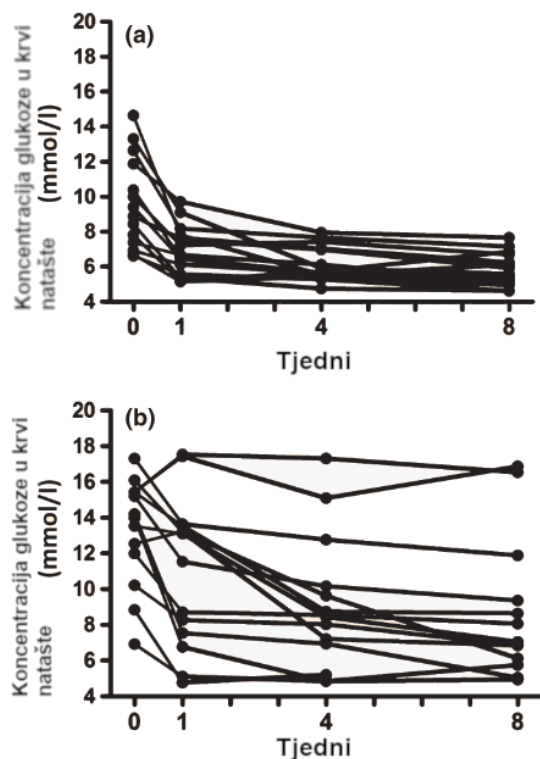 (a)
Koncentracija glukoze u krvi
natašte
(mmol/l)
20
18
16
14
12
10
8
6
4
0 1 4 8
Tjedni
(b)
Koncentracija glukoze u krvi
natašte
(mmol/l)
20
18
16
14
12
10
8
6
4
0 1 4 8
Tjedni